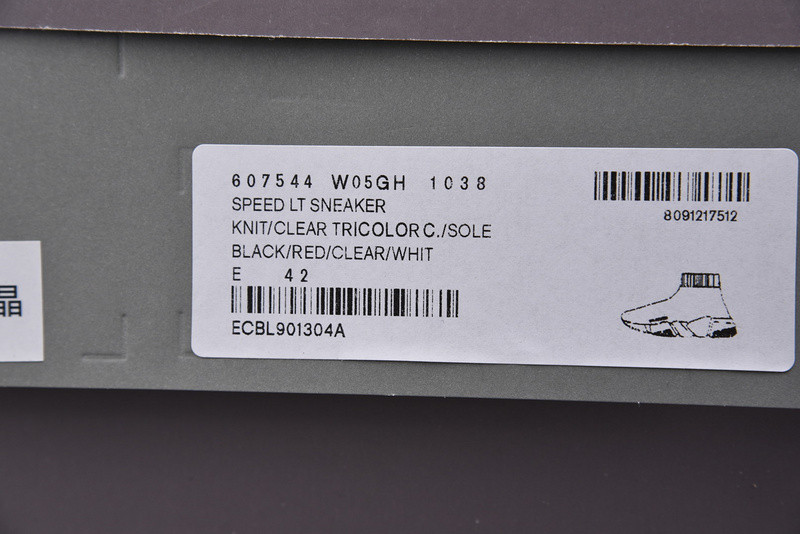 607544 W05GH 1038
SPEED LT SNEAKER
KNIT/CLEAR TRICOLOR C./SOLE
BLACK/RED/CLEAR/WHIT
E 42
ECBL901304A
8091217512
晶